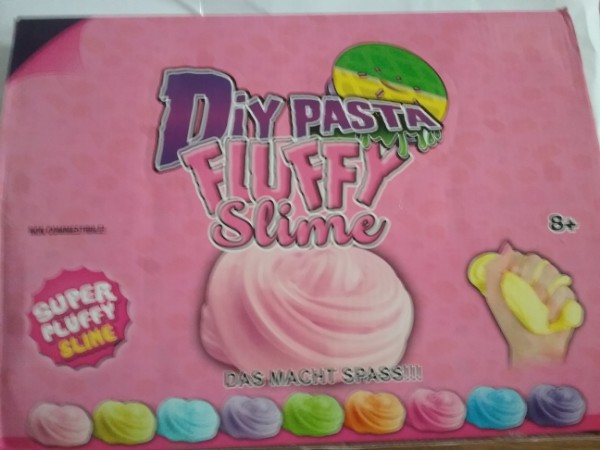 DIY PASTA
FLUFFY
Slime
8+
SUPER
FLUFFY
SLIME
DAS MACHT SPASS!!!